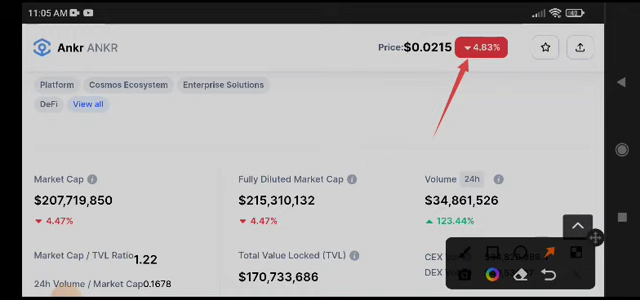 11:05 AM
Ankr ANKR Price:$0.0215 4.83%
Platform Cosmos Ecosystem Enterprise Solutions
DeFi View all
Market Cap Fully Diluted Market Cap Volume 24h
$207,719,850 $215,310,132 $34,861,526
4.47% 4.47% 123.44%
Market Cap / TVL Ratio 1.22 Total Value Locked (TVL) CEX
24h Volume / Market Cap 0.1678 $170,733,686 DEX